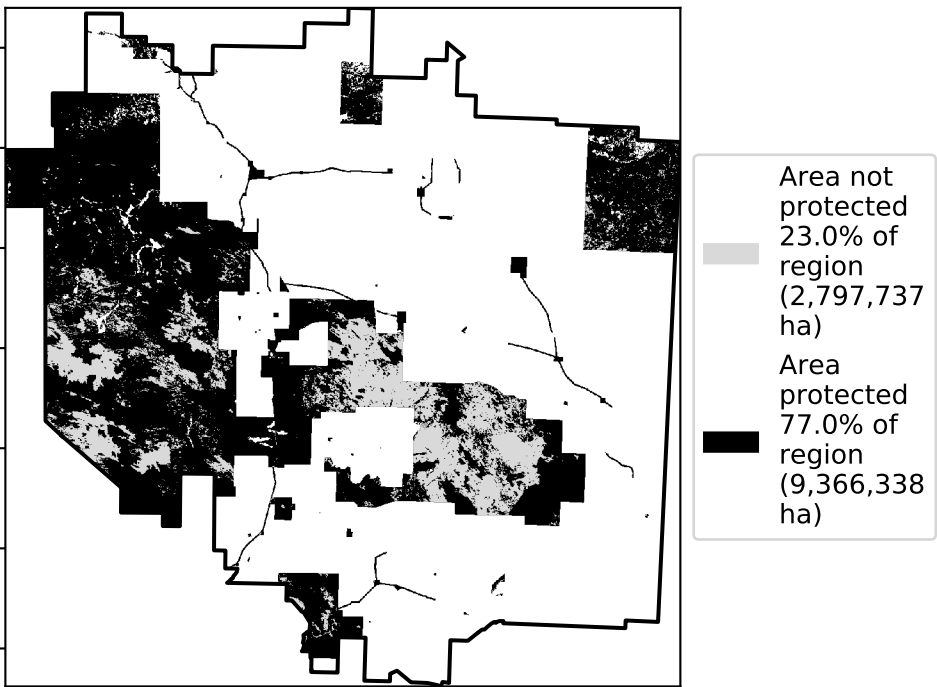 Area not
protected
23.0% of
region
(2,797,737
ha)
Area
protected
77.0% of
region
(9,366,338
ha)